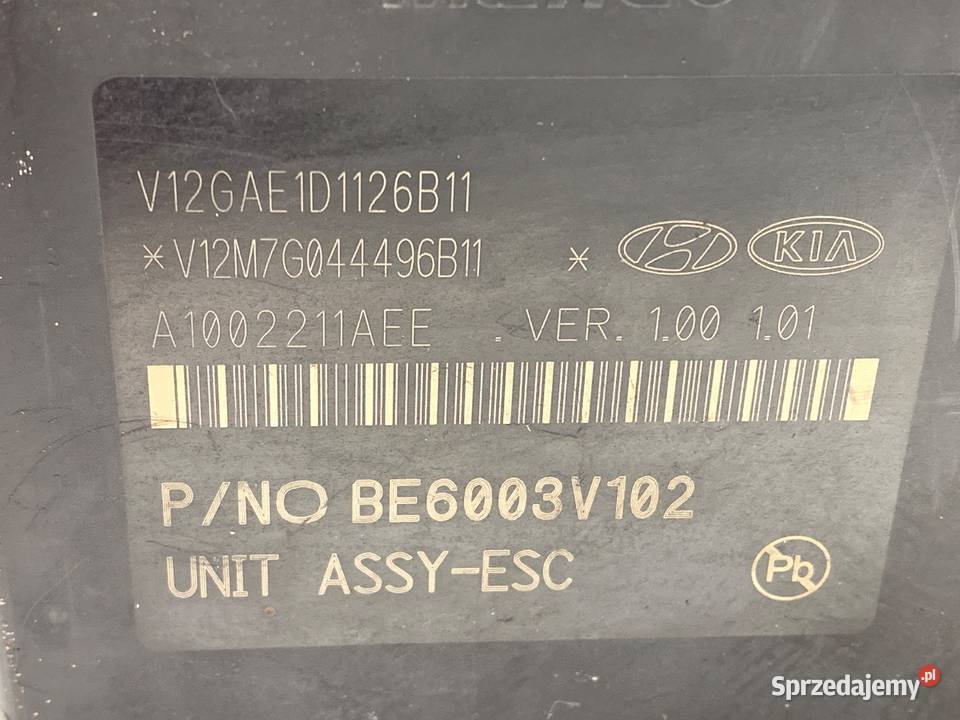 V12GAE1D1126B11
*V12M7G044496B11 * KIA
A1002211AEE . VER. 1.00 1.01
P/NO BE6003V102
UNIT ASSY-ESC
Pb
Sprzedajemy.pl